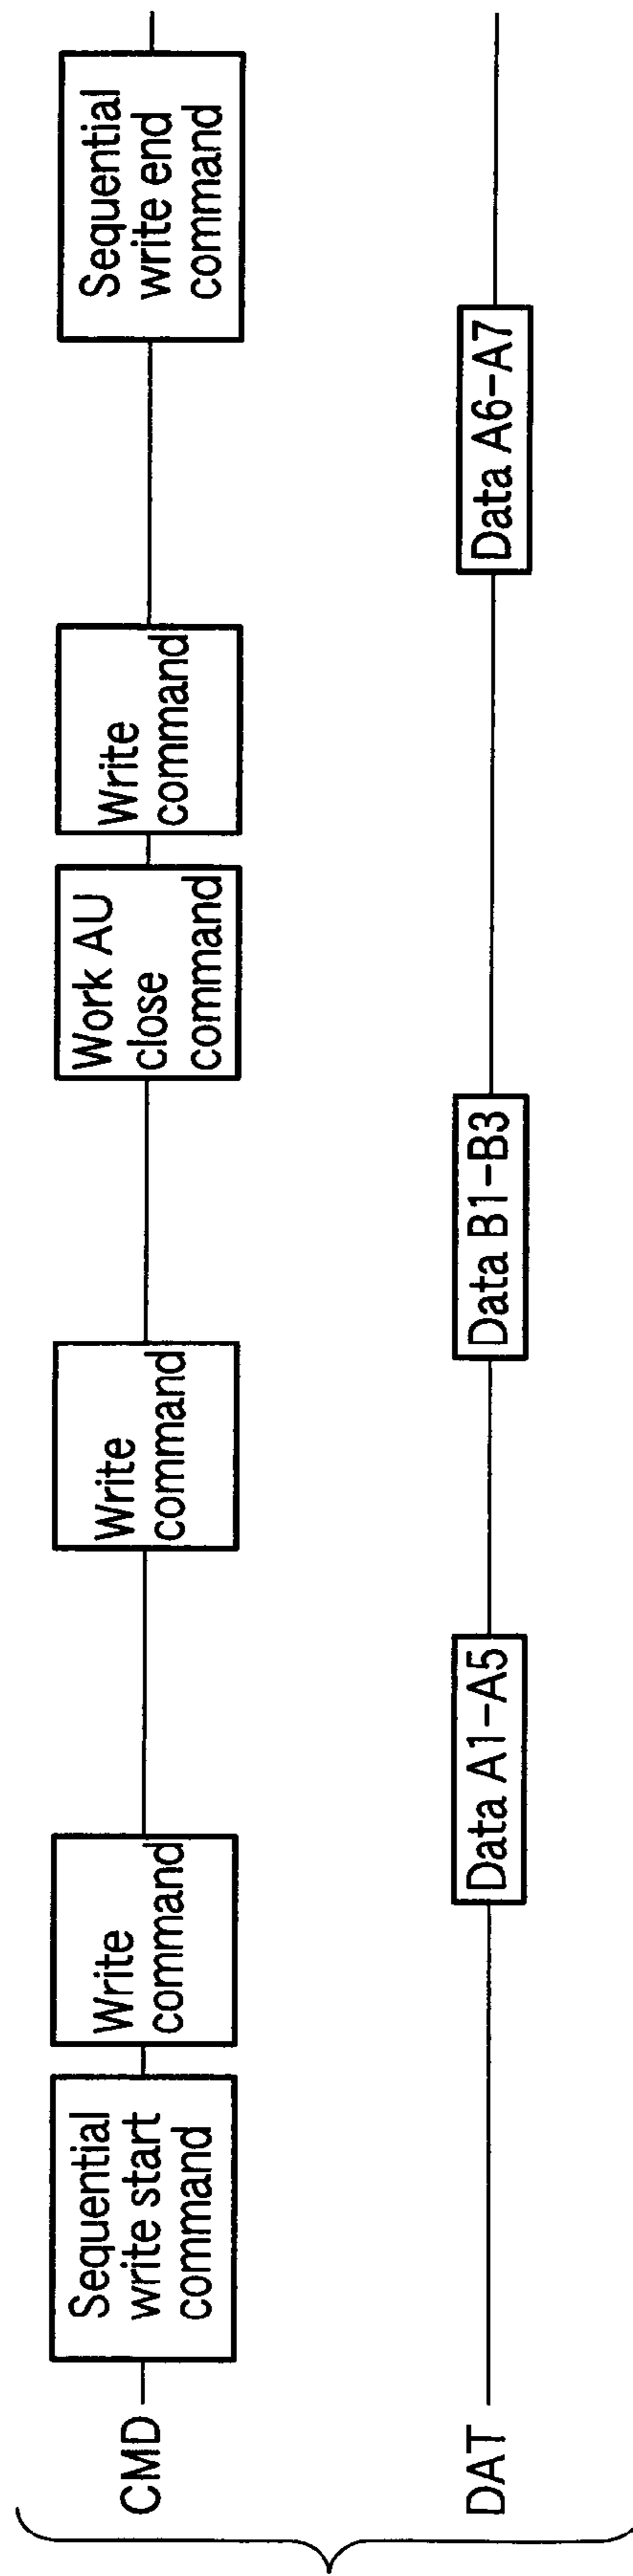 CMD
Sequential
write start
command
Write
command
Write
command
Work AU
close
command
Write
command
Sequential
write end
command
DAT
Data A1-A5
Data B1-B3
Data A6-A7